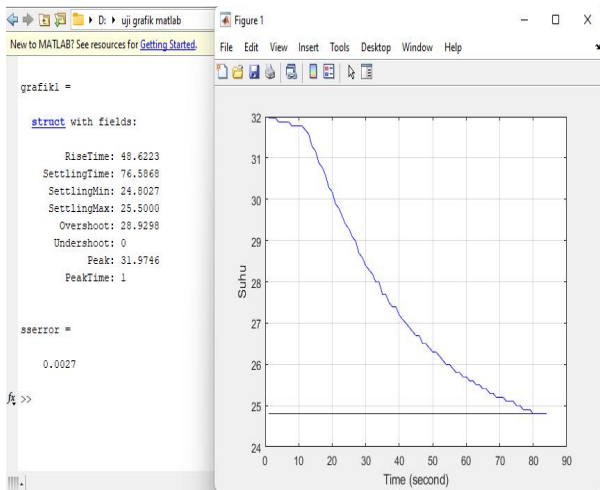 D: ▸ uji grafik matlab
New to MATLAB? See resources for Getting Started.
grafik1 =
struct with fields:
RiseTime: 48.6223
SettlingTime: 76.5868
SettlingMin: 24.8027
SettlingMax: 25.5000
Overshoot: 28.9298
Undershoot: 0
Peak: 31.9746
PeakTime: 1
sserror =
0.0027
fx >>
Figure 1
File Edit View Insert Tools Desktop Window Help
32
31
30
29
28
27
26
25
24
Suhu
0 10 20 30 40 50 60 70 80 90
Time (second)